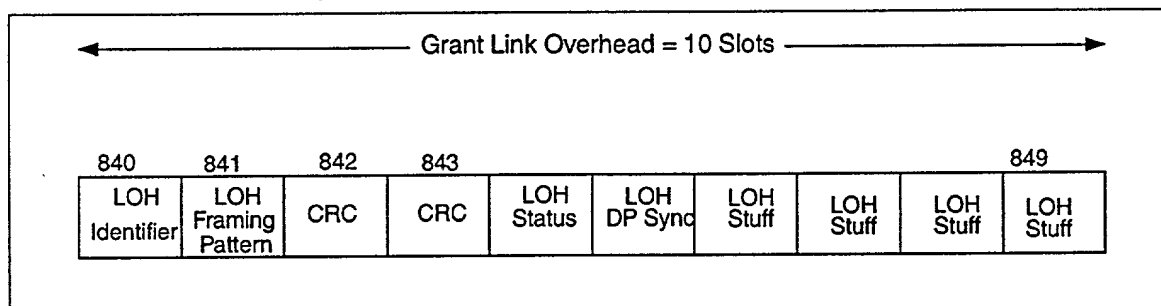 Grant Link Overhead = 10 Slots
840 841 842 843 849
LOH Identifier
LOH Framing Pattern
CRC
CRC
LOH Status
LOH DP Sync
LOH Stuff
LOH Stuff
LOH Stuff
LOH Stuff